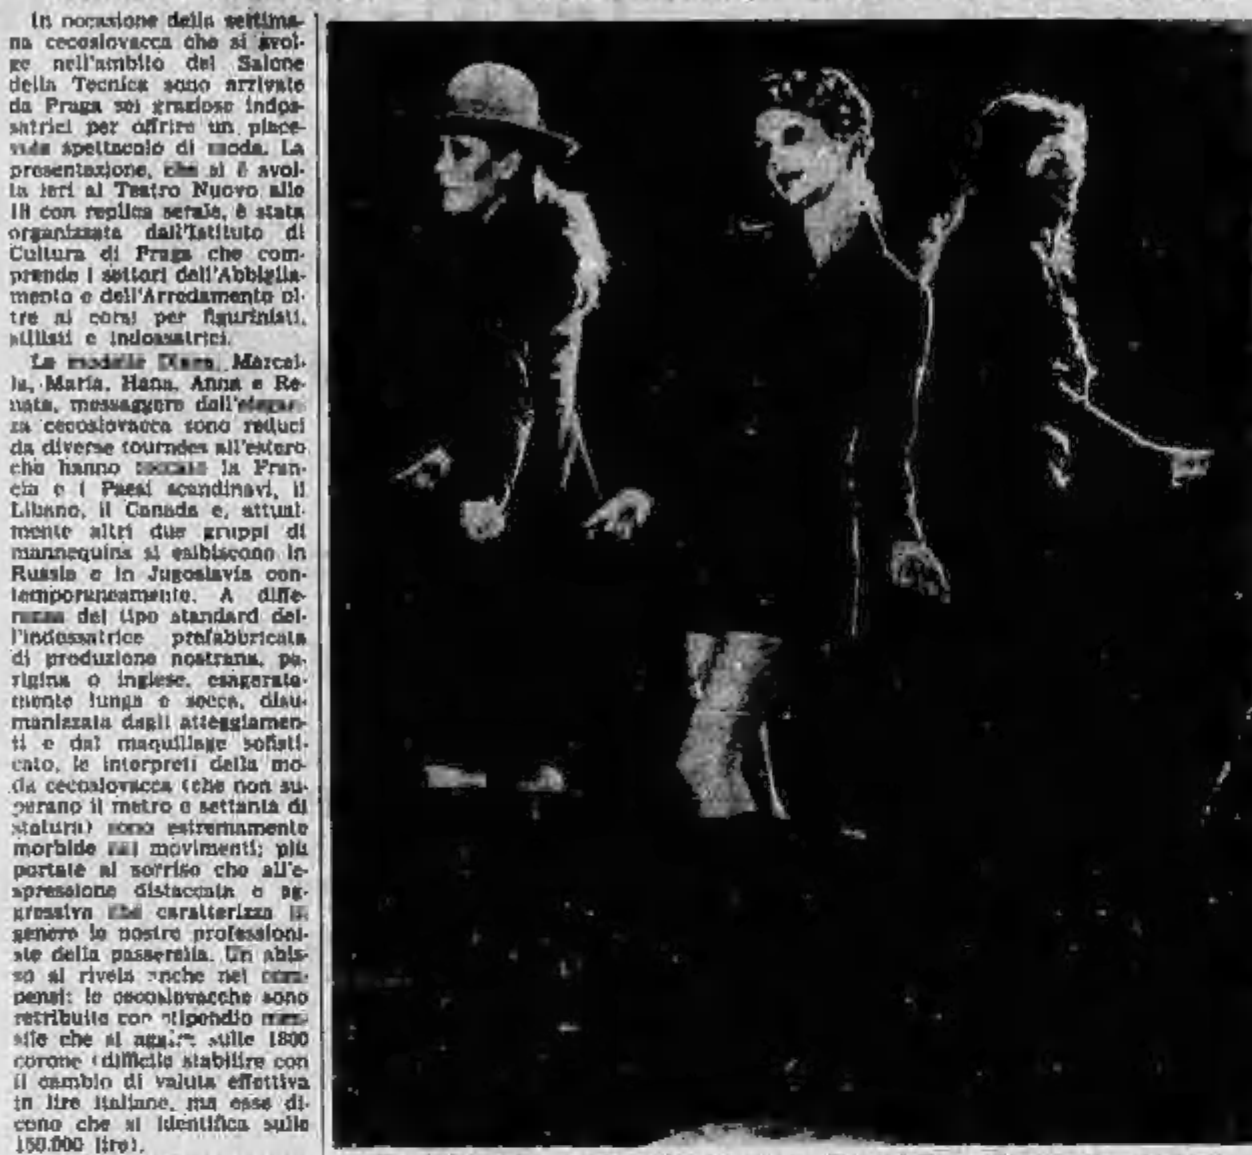 In occasione della settima-
na cecoslovacca che si svol-
ge nell'ambito del Salone
della Tecnica sono arrivate
da Praga sei graziose indos-
satrici per offrire un piace-
vole spettacolo di moda. La
presentazione, che si è svol-
ta ieri al Teatro Nuovo alle
18 con replica serale, è stata
organizzata dall'Istituto di
Cultura di Praga che com-
prende i settori dell'Abbiglia-
mento e dell'Arredamento ol-
tre ai corsi per figurinisti,
stilisti e indossatrici.
Le modelle Marcel-
la, Maria, Hana, Anna e Re-
nata, messaggere dell'elegan-
za cecoslovacca sono reduci
da diverse tournées all'estero
che hanno toccato la Fran-
cia e i Paesi scandinavi, il
Libano, il Canada e, attual-
mente altri due gruppi di
mannequins si esibiscono in
Russia e in Jugoslavia con-
temporaneamente. A diffe-
renza del tipo standard del-
l'indossatrice prefabbricata
di produzione nostrana, pa-
rigina o inglese, esagerata-
mente lunga e secca, disu-
manizzata dagli atteggiamen-
ti e dal maquillage sofisti-
cato, le interpreti della mo-
da cecoslovacca (che non su-
perano il metro e settanta di
statura) sono estremamente
morbide nei movimenti; più
portate al sorriso che all'e-
spressione distaccata o ag-
gressiva che caratterizza in
genere le nostre professioni-
ste della passerella. Un abis-
so si rivela anche nei com-
pensi: le cecoslovacche sono
retribuite con stipendio men-
sile che si aggira sulle 1800
corone (difficile stabilire con
il cambio di valuta effettiva
in lire italiane, ma esse di-
cono che si identifica sulle
150.000 lire).